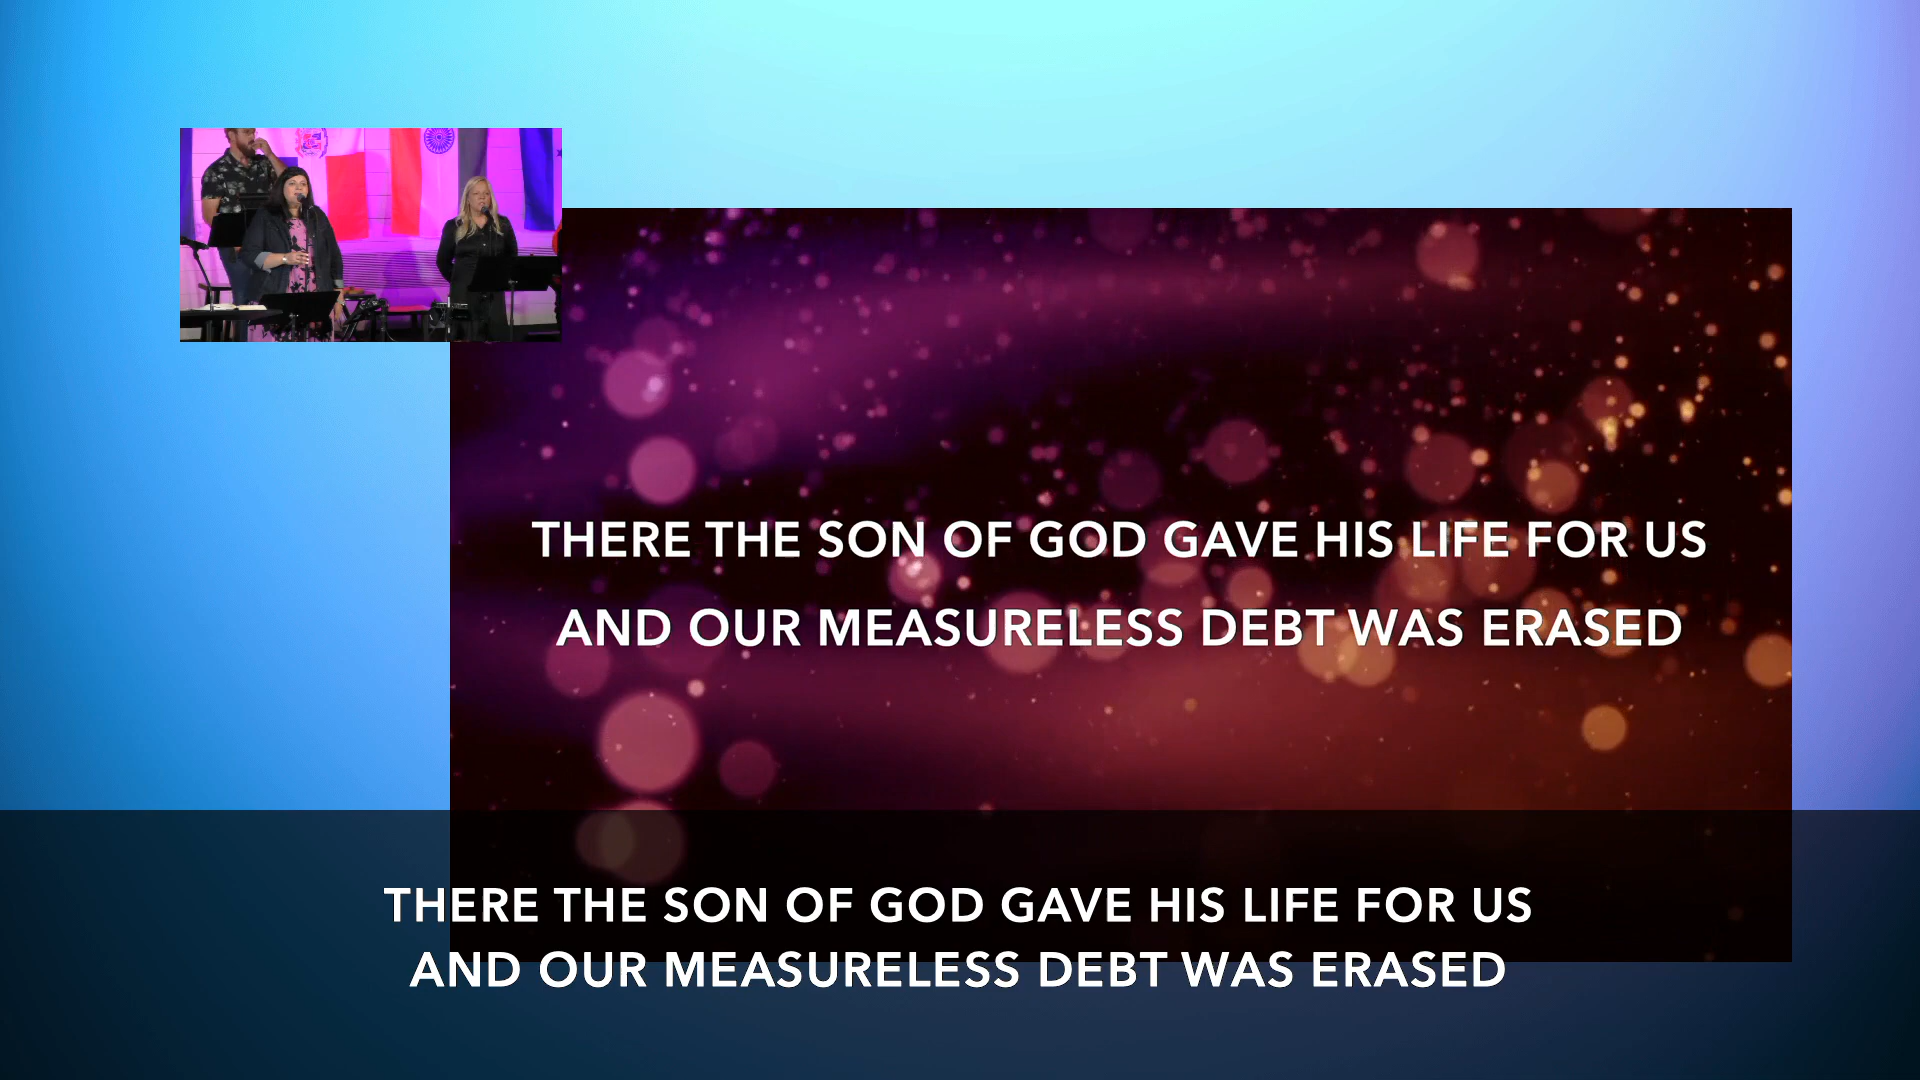 THERE THE SON OF GOD GAVE HIS LIFE FOR US
AND OUR MEASURELESS DEBT WAS ERASED
THERE THE SON OF GOD GAVE HIS LIFE FOR US
AND OUR MEASURELESS DEBT WAS ERASED